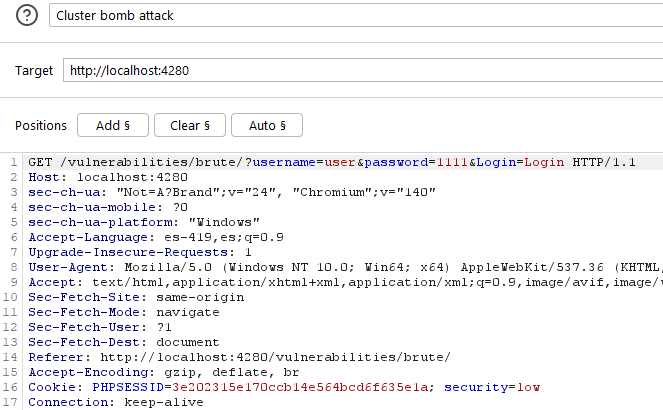 Cluster bomb attack
Target http://localhost:4280
Positions Add § Clear § Auto §
1 GET /vulnerabilities/brute/?username=user&password=1111&Login=Login HTTP/1.1
2 Host: localhost:4280
3 sec-ch-ua: "Not=A?Brand";v="24", "Chromium";v="140"
4 sec-ch-ua-mobile: ?0
5 sec-ch-ua-platform: "Windows"
6 Accept-Language: es-419,es;q=0.9
7 Upgrade-Insecure-Requests: 1
8 User-Agent: Mozilla/5.0 (Windows NT 10.0; Win64; x64) AppleWebKit/537.36 (KHTML,
9 Accept: text/html,application/xhtml+xml,application/xml;q=0.9,image/avif,image/
10 Sec-Fetch-Site: same-origin
11 Sec-Fetch-Mode: navigate
12 Sec-Fetch-User: ?1
13 Sec-Fetch-Dest: document
14 Referer: http://localhost:4280/vulnerabilities/brute/
15 Accept-Encoding: gzip, deflate, br
16 Cookie: PHPSESSID=3e202315e170ccb14e564bcd6f635e1a; security=low
17 Connection: keep-alive